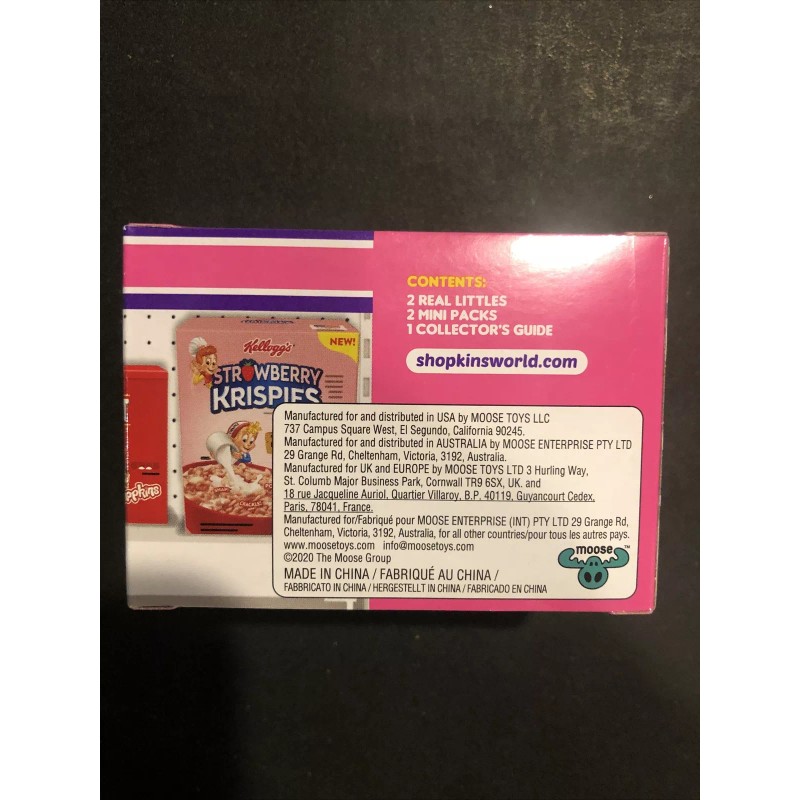 CONTENTS:
2 REAL LITTLES
2 MINI PACKS
1 COLLECTOR'S GUIDE
shopkinsworld.com
Kellogg's
NEW!
STRAWBERRY
KRISPIES
CRACKLE!
Manufactured for and distributed in USA by MOOSE TOYS LLC
737 Campus Square West, El Segundo, California 90245.
Manufactured for and distributed in AUSTRALIA by MOOSE ENTERPRISE PTY LTD
29 Grange Rd, Cheltenham, Victoria, 3192, Australia.
Manufactured for UK and EUROPE by MOOSE TOYS LTD 3 Hurling Way,
St. Columb Major Business Park, Cornwall TR9 6SX, UK. and
18 rue Jacqueline Auriol, Quartier Villaroy, B.P. 40119, Guyancourt Cedex,
Paris, 78041, France.
Manufactured for/Fabriqué pour MOOSE ENTERPRISE (INT) PTY LTD 29 Grange Rd,
Cheltenham, Victoria, 3192, Australia, for all other countries/pour tous les autres pays.
www.moosetoys.com info@moosetoys.com
©2020 The Moose Group
MADE IN CHINA / FABRIQUÉ AU CHINA /
FABBRICATO IN CHINA / HERGESTELLT IN CHINA / FABRICADO EN CHINA
moose™